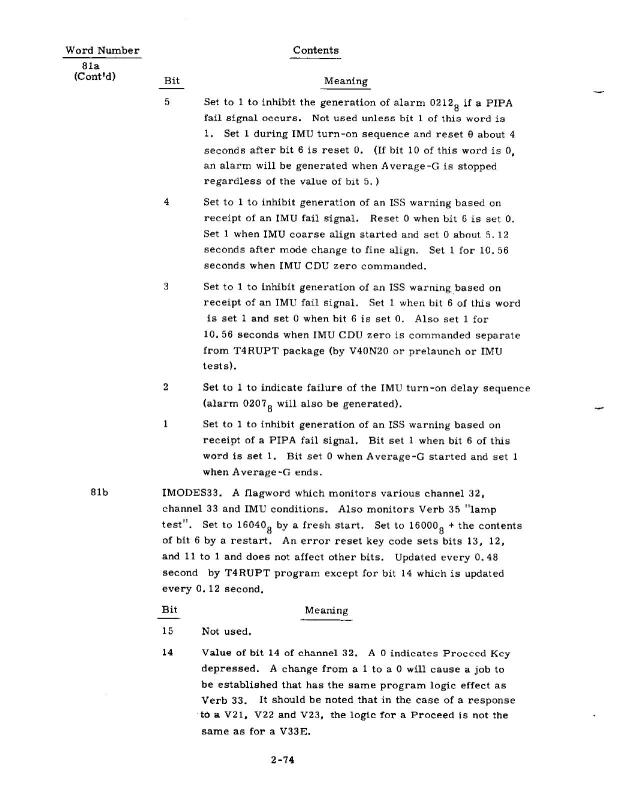 Word Number Contents
81a
(Cont'd) Bit Meaning
5 Set to 1 to inhibit the generation of alarm 0212₈ if a PIPA
fail signal occurs. Not used unless bit 1 of this word is
1. Set 1 during IMU turn-on sequence and reset 0 about 4
seconds after bit 6 is reset 0. (If bit 10 of this word is 0,
an alarm will be generated when Average-G is stopped
regardless of the value of bit 5.)
4 Set to 1 to inhibit generation of an ISS warning based on
receipt of an IMU fail signal. Reset 0 when bit 6 is set 0.
Set 1 when IMU coarse align started and set 0 about 5.12
seconds after mode change to fine align. Set 1 for 10.56
seconds when IMU CDU zero commanded.
3 Set to 1 to inhibit generation of an ISS warning based on
receipt of an IMU fail signal. Set 1 when bit 6 of this word
is set 1 and set 0 when bit 6 is set 0. Also set 1 for
10.56 seconds when IMU CDU zero is commanded separate
from T4RUPT package (by V40N20 or prelaunch or IMU
tests).
2 Set to 1 to indicate failure of the IMU turn-on delay sequence
(alarm 0207₈ will also be generated).
1 Set to 1 to inhibit generation of an ISS warning based on
receipt of a PIPA fail signal. Bit set 1 when bit 6 of this
word is set 1. Bit set 0 when Average-G started and set 1
when Average-G ends.
81b IMODES33. A flagword which monitors various channel 32,
channel 33 and IMU conditions. Also monitors Verb 35 "lamp
test". Set to 16040₈ by a fresh start. Set to 16000₈ + the contents
of bit 6 by a restart. An error reset key code sets bits 13, 12,
and 11 to 1 and does not affect other bits. Updated every 0.48
second by T4RUPT program except for bit 14 which is updated
every 0.12 second.
Bit Meaning
15 Not used.
14 Value of bit 14 of channel 32. A 0 indicates Proceed Key
depressed. A change from a 1 to a 0 will cause a job to
be established that has the same program logic effect as
Verb 33. It should be noted that in the case of a response
to a V21, V22 and V23, the logic for a Proceed is not the
same as for a V33E.
2-74